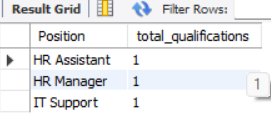 Result Grid Filter Rows:
Position total_qualifications
HR Assistant 1
HR Manager 1
1
IT Support 1